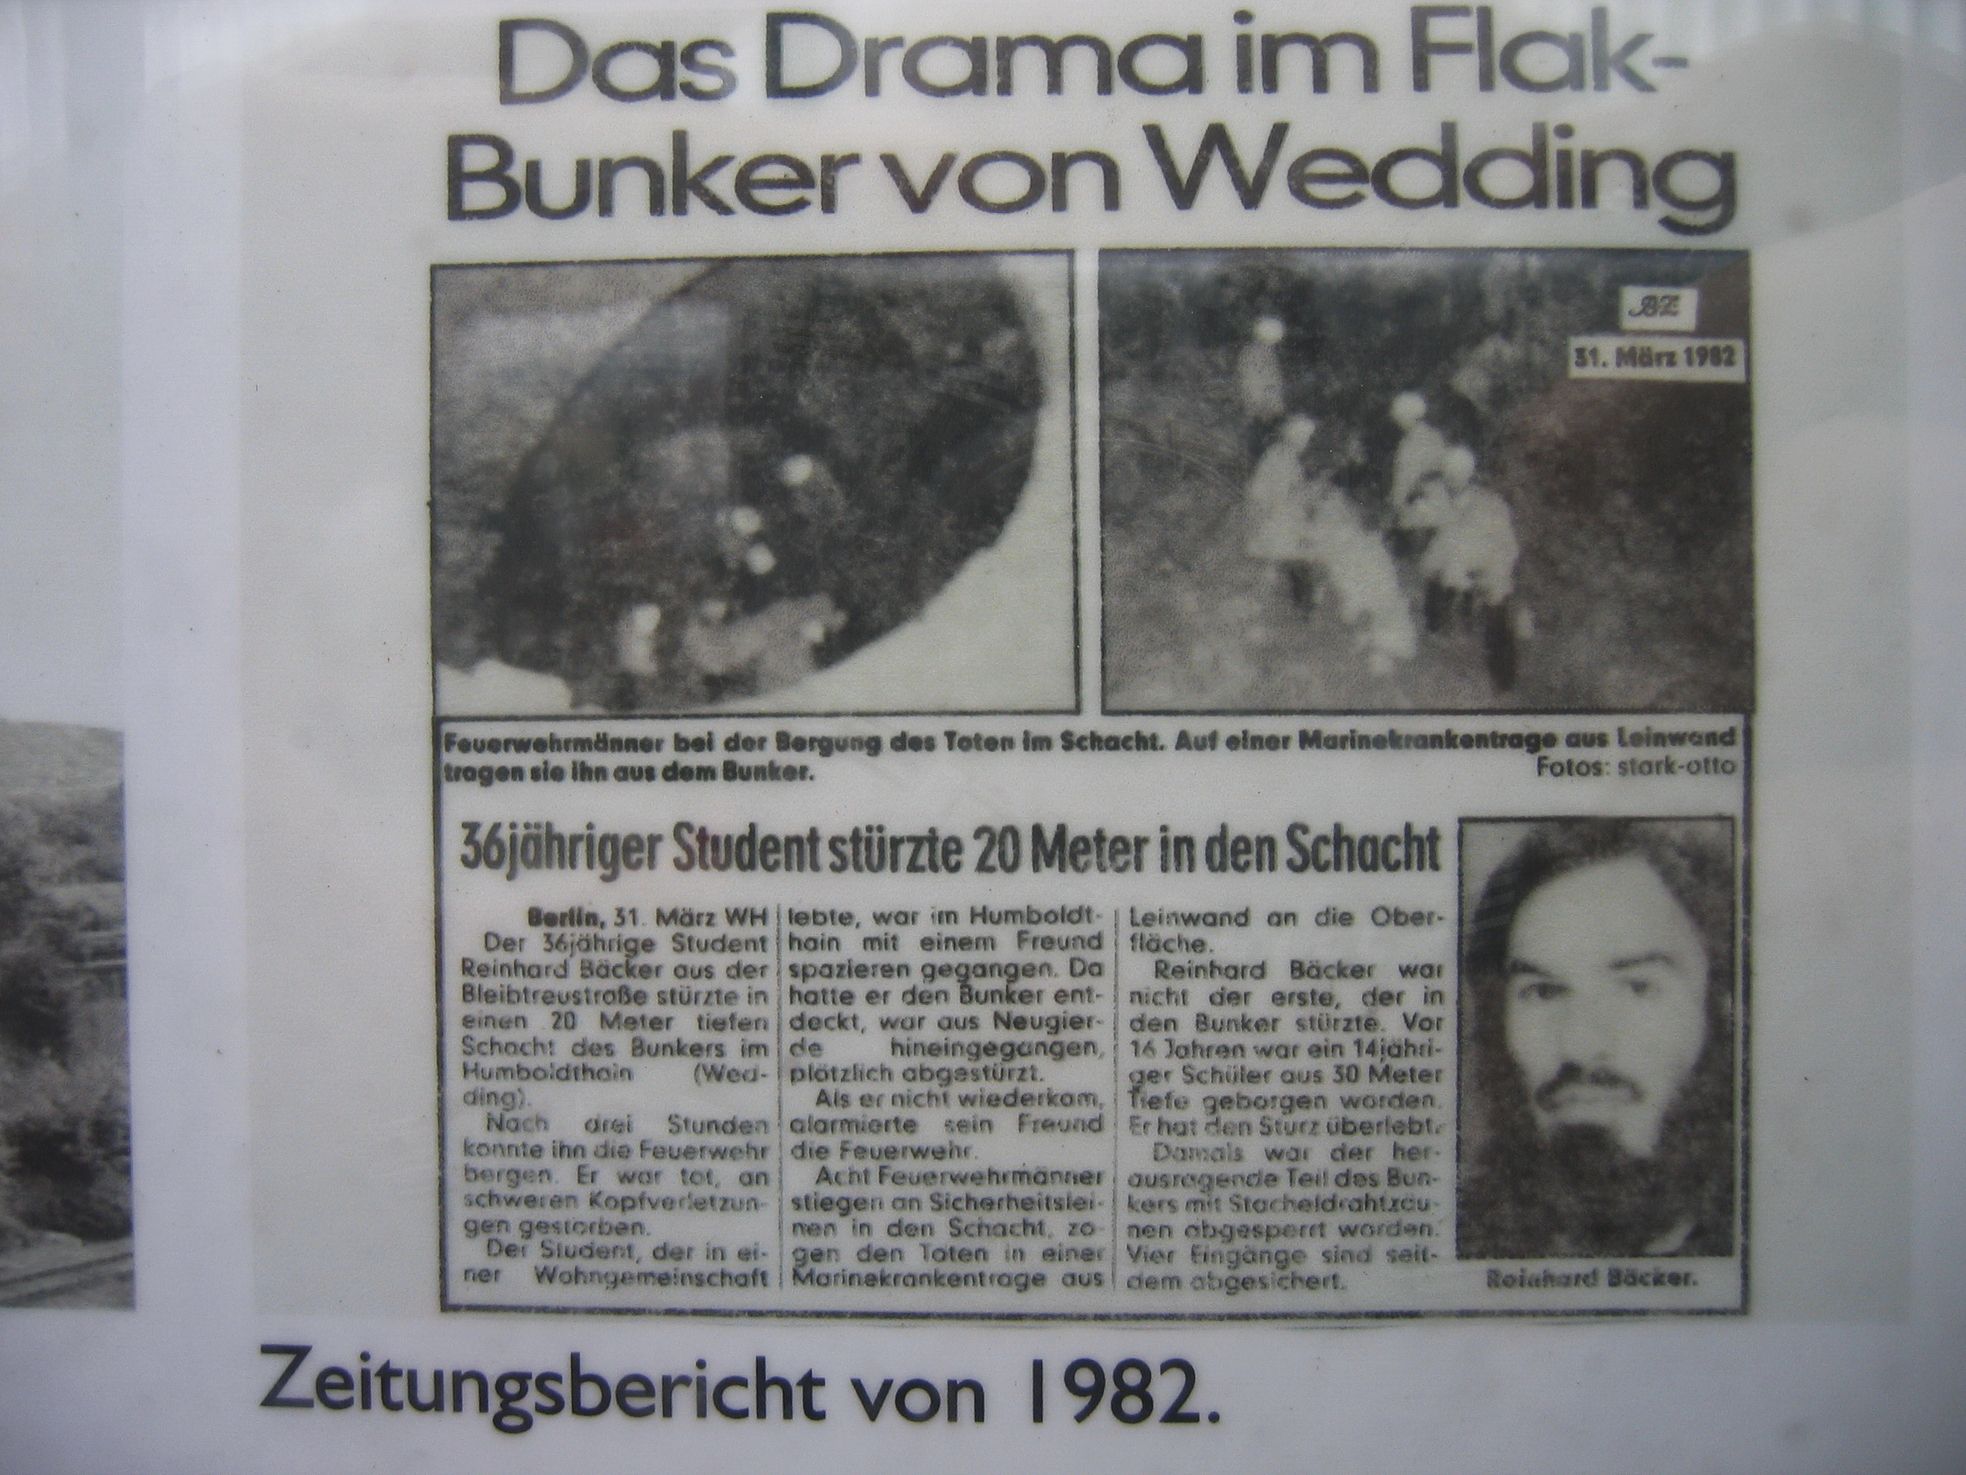 Das Drama im Flak-
Bunker von Wedding
BZ
31. März 1982
Feuerwehrmänner bei der Bergung des Toten im Schacht. Auf einer Marinekrankentrage aus Leinwand
tragen sie ihn aus dem Bunker.
Fotos: stark-otto
36jähriger Student stürzte 20 Meter in den Schacht
Berlin, 31. März WH
Der 36jährige Student
Reinhard Bäcker aus der
Bleibtreustraße stürzte in
einen 20 Meter tiefen
Schacht des Bunkers im
Humboldthain (Wed-
ding).
Nach drei Stunden
konnte ihn die Feuerwehr
bergen. Er war tot, an
schweren Kopfverletzun-
gen gestorben.
Der Student, der in ei-
ner Wohngemeinschaft
lebte, war im Humboldt-
hain mit einem Freund
spazieren gegangen. Da
hatte er den Bunker ent-
deckt, war aus Neugier-
de hineingegangen,
plötzlich abgestürzt.
Als er nicht wiederkam,
alarmierte sein Freund
die Feuerwehr.
Acht Feuerwehrmänner
stiegen an Sicherheitslei-
nen in den Schacht, zo-
gen den Toten in einer
Marinekrankentrage aus
Leinwand an die Ober-
fläche.
Reinhard Bäcker war
nicht der erste, der in
den Bunker stürzte. Vor
16 Jahren war ein 14jähri-
ger Schüler aus 30 Meter
Tiefe geborgen worden.
Er hat den Sturz überlebt.
Damals war der her-
ausragende Teil des Bun-
kers mit Stacheldrahtzäu-
nen abgesperrt worden.
Vier Eingänge sind seit-
dem abgesichert.
Reinhard Bäcker.
Zeitungsbericht von 1982.